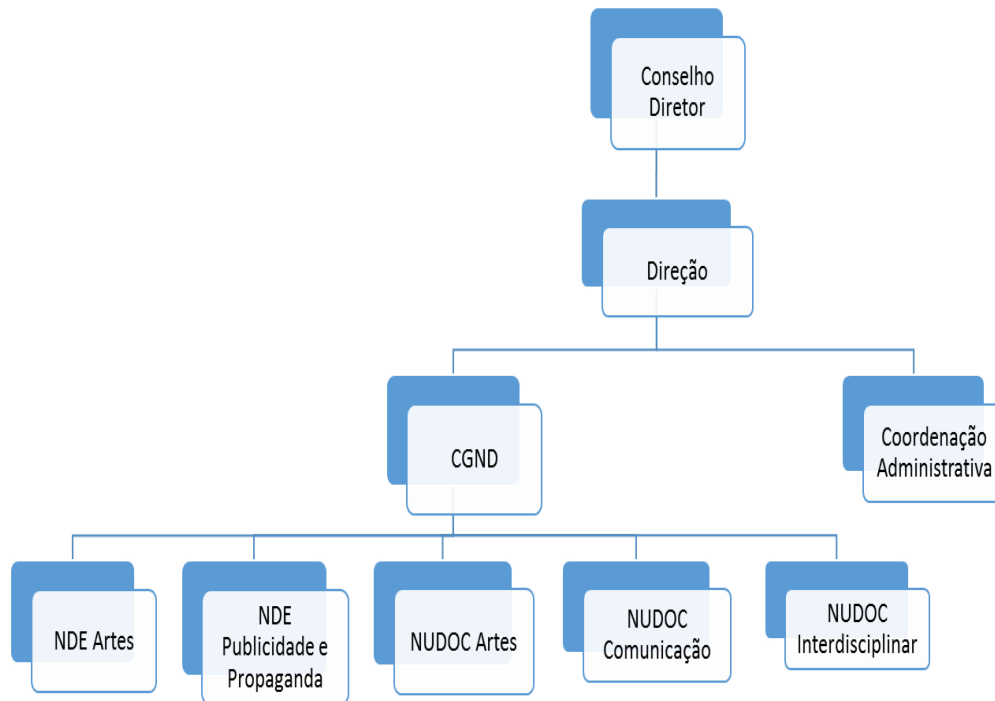 Conselho
Diretor
Direção
CGND
Coordenação
Administrativa
NDE Artes
NDE
Publicidade e
Propaganda
NUDOC Artes
NUDOC
Comunicação
NUDOC
Interdisciplinar